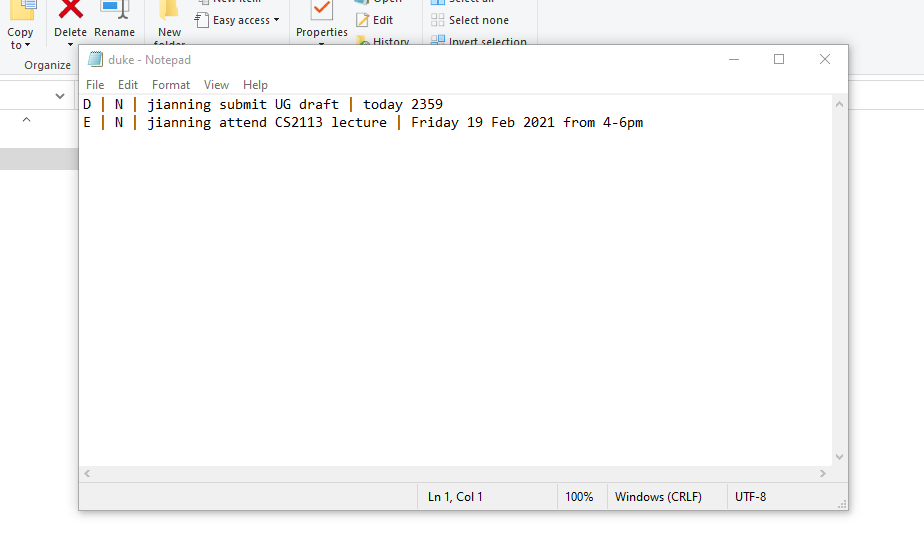 New item
Open
Select all
Easy access
Edit
Select none
Copy to
Delete
Rename
New folder
Properties
History
Invert selection
Organize
duke - Notepad
File Edit Format View Help
D | N | jianning submit UG draft | today 2359
E | N | jianning attend CS2113 lecture | Friday 19 Feb 2021 from 4-6pm
Ln 1, Col 1 100% Windows (CRLF) UTF-8